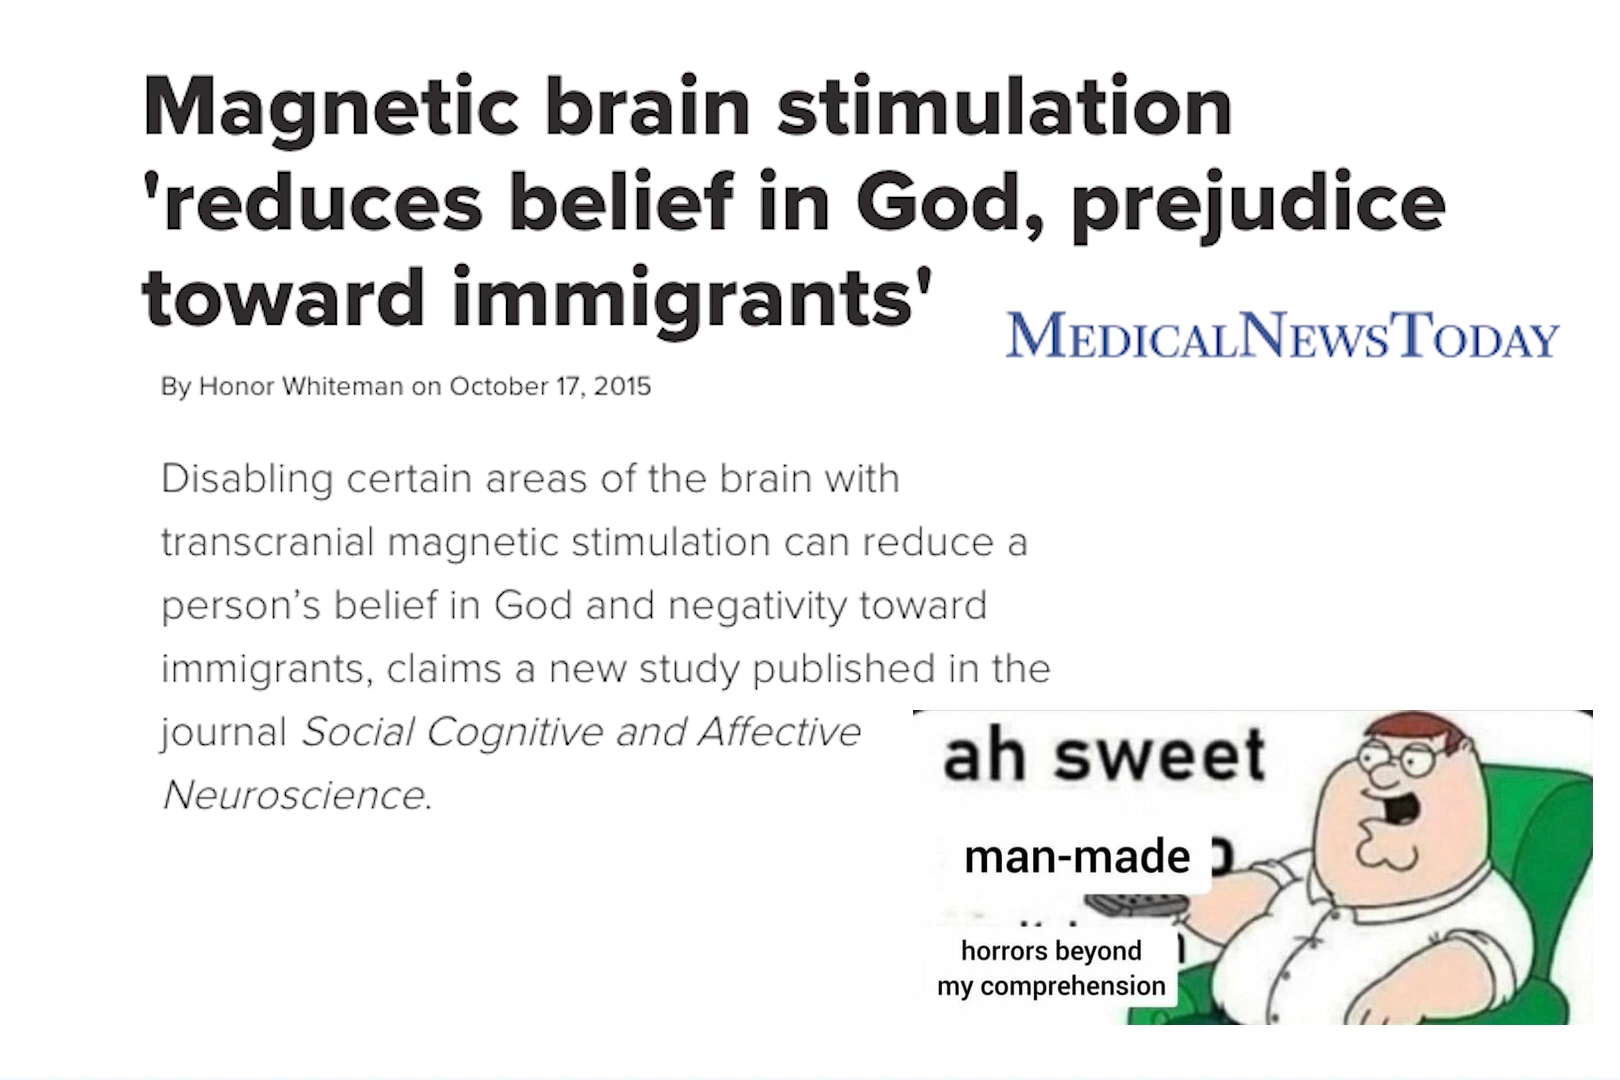 Magnetic brain stimulation
'reduces belief in God, prejudice
toward immigrants'
MEDICALNEWSTODAY
By Honor Whiteman on October 17, 2015
Disabling certain areas of the brain with
transcranial magnetic stimulation can reduce a
person’s belief in God and negativity toward
immigrants, claims a new study published in the
journal Social Cognitive and Affective
Neuroscience.
ah sweet
man-made
horrors beyond
my comprehension